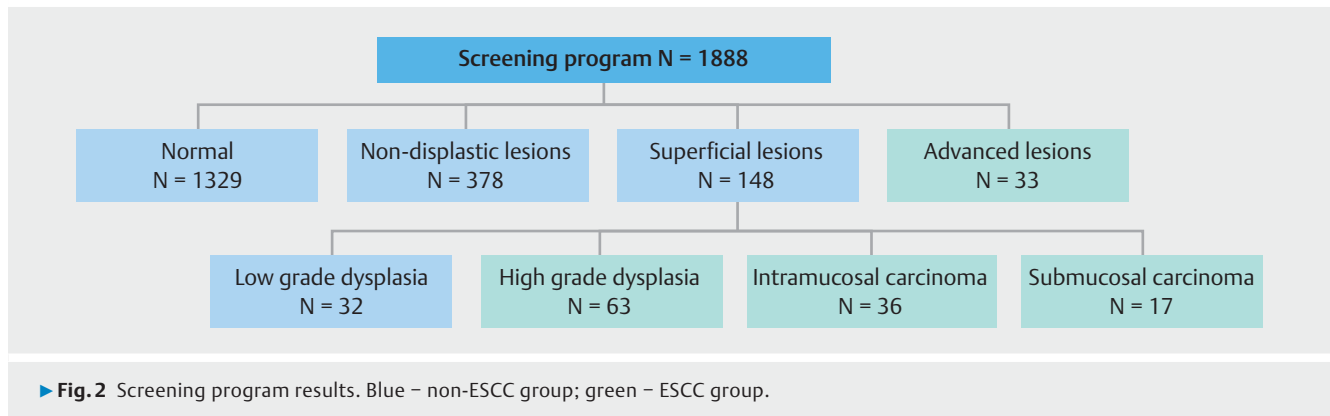 Screening program N = 1888
Normal
N = 1329
Non-displastic lesions
N = 378
Superficial lesions
N = 148
Advanced lesions
N = 33
Low grade dysplasia
N = 32
High grade dysplasia
N = 63
Intramucosal carcinoma
N = 36
Submucosal carcinoma
N = 17
▶ Fig. 2 Screening program results. Blue – non-ESCC group; green – ESCC group.